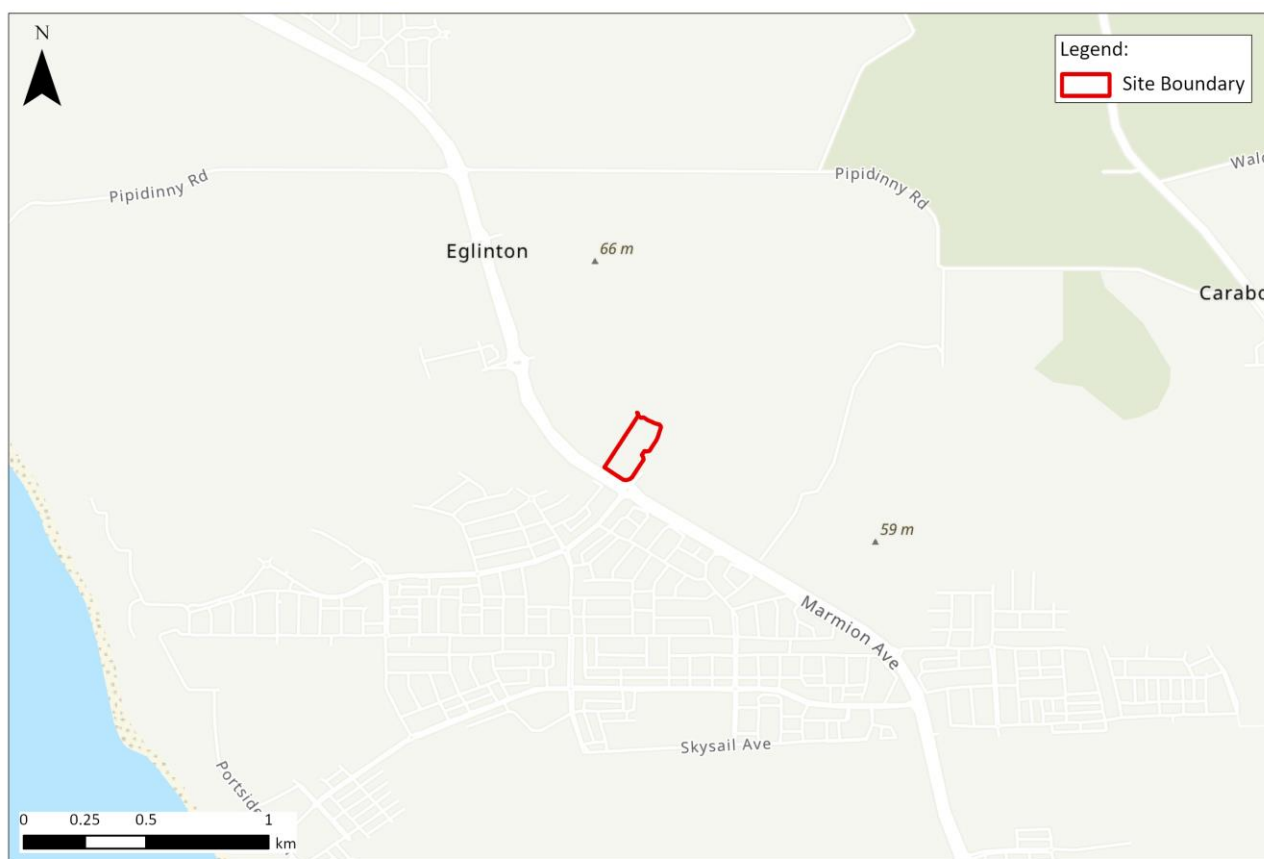 N
Legend:
Site Boundary
Pipidinny Rd
Pipidinny Rd
Eglinton
66 m
59 m
Marmion Ave
Skysail Ave
0 0.25 0.5 1
km